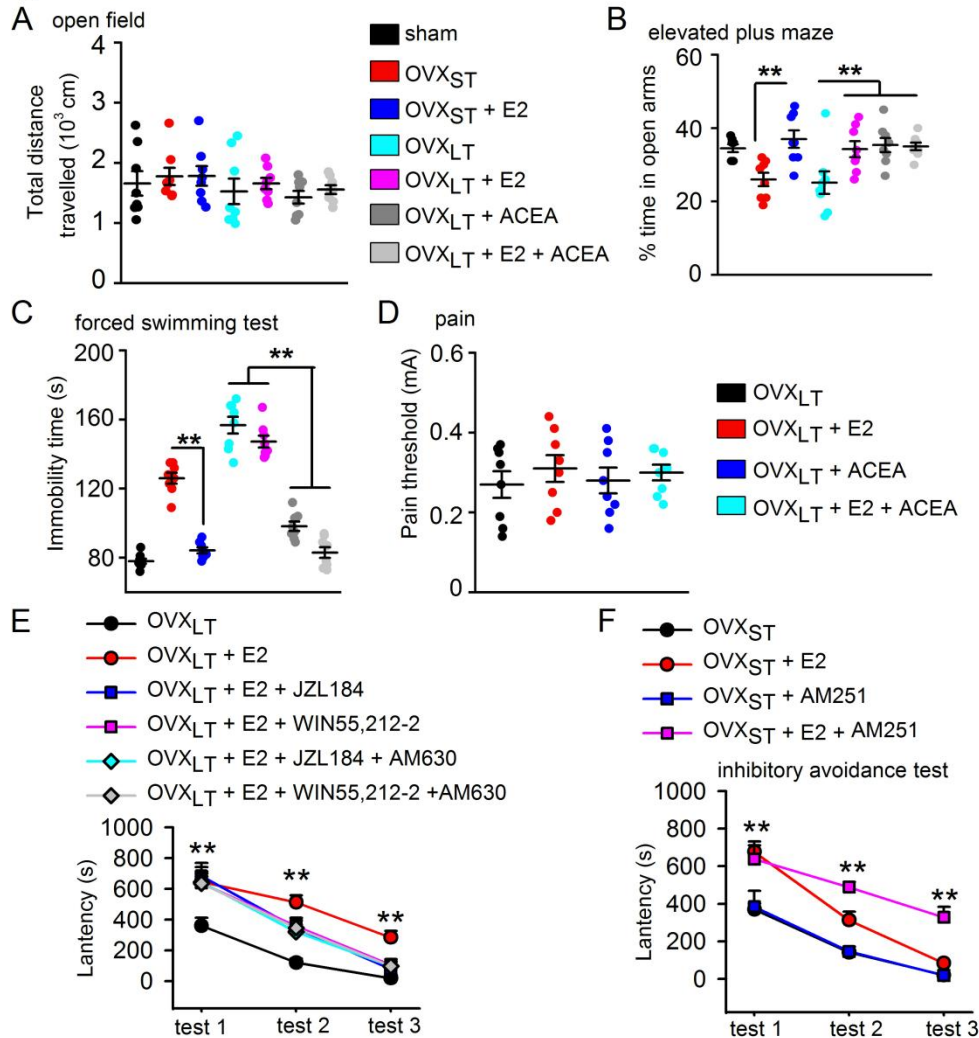 A open field
Total distance
travelled (10³ cm)
4
3
2
1
0
sham
OVXST
OVXST + E2
OVXLT
OVXLT + E2
OVXLT + ACEA
OVXLT + E2 + ACEA
B elevated plus maze
% time in open arms
60
40
20
0
**
**
C forced swimming test
Immobility time (s)
200
160
120
80
**
**
D pain
Pain threshold (mA)
0.6
0.4
0.2
0
OVXLT
OVXLT + E2
OVXLT + ACEA
OVXLT + E2 + ACEA
E
OVXLT
OVXLT + E2
OVXLT + E2 + JZL184
OVXLT + E2 + WIN55,212-2
OVXLT + E2 + JZL184 + AM630
OVXLT + E2 + WIN55,212-2 +AM630
Lantency (s)
1000
800
600
400
200
0
**
**
**
test 1 test 2 test 3
F
OVXST
OVXST + E2
OVXST + AM251
OVXST + E2 + AM251
inhibitory avoidance test
Lantency (s)
800
600
400
200
0
**
**
**
test 1 test 2 test 3